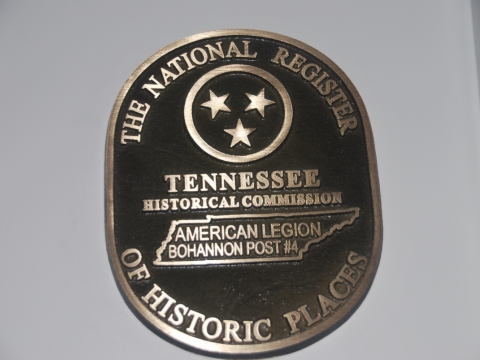 THE NATIONAL REGISTER
TENNESSEE
HISTORICAL COMMISSION
AMERICAN LEGION
BOHANNON POST #4
OF HISTORIC PLACES